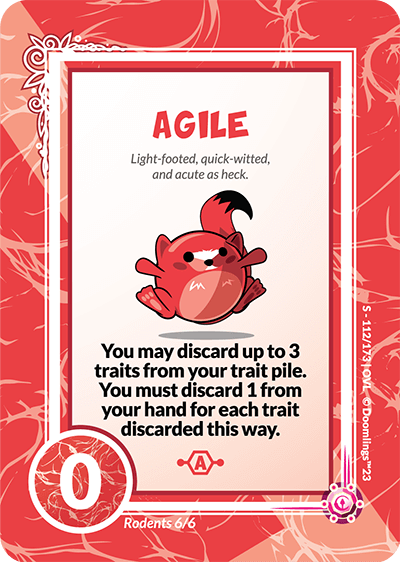 AGILE
Light-footed, quick-witted,
and acute as heck.
You may discard up to 3
traits from your trait pile.
You must discard 1 from
your hand for each trait
discarded this way.
A
0
Rodents 6/6
S - 112/173 | OVL ©Doomlings™23